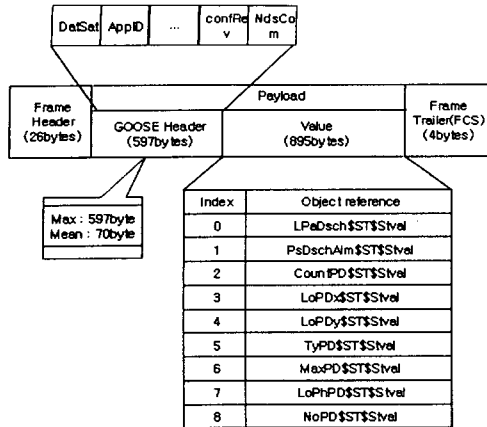 DatSat AppID ... confRe v NdsCo m
Payload
Frame Header (26bytes)
GOOSE Header (597bytes)
Value (895bytes)
Frame Trailer(FCS) (4bytes)
Max : 597byte
Mean : 70byte
Index Object reference
0 LPaDsch$ST$Stval
1 PsDschAlm$ST$Stval
2 CountPD$ST$Stval
3 LoPDx$ST$Stval
4 LoPDy$ST$Stval
5 TyPD$ST$Stval
6 MaxPD$ST$Stval
7 LoPhPD$ST$Stval
8 NoPD$ST$Stval